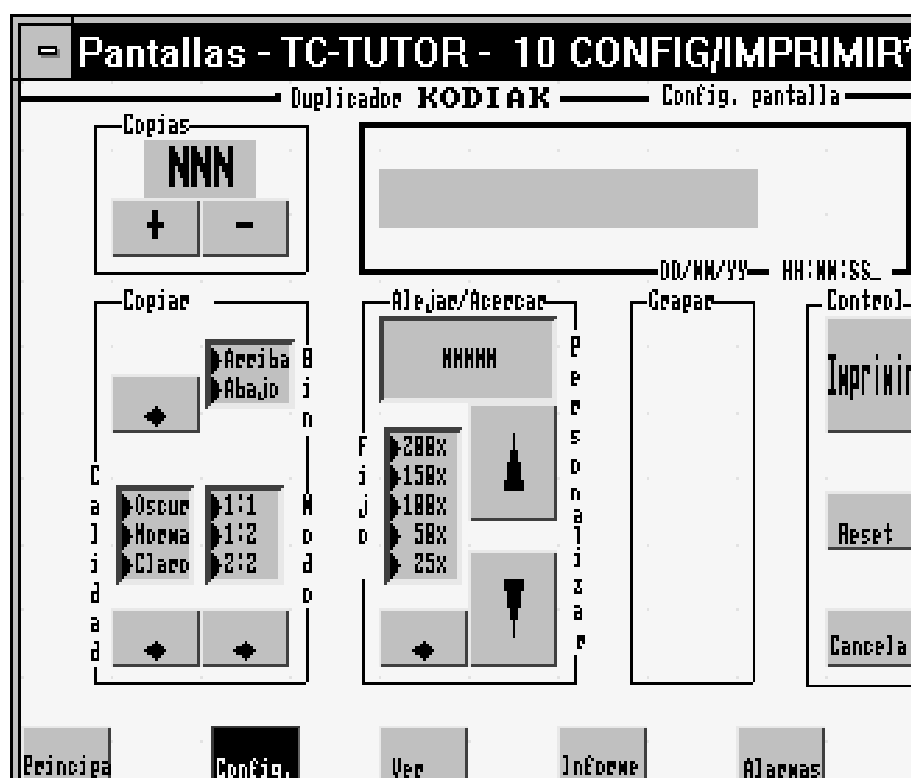 Pantallas - TC-TUTOR - 10 CONFIG/IMPRIMIR*
Duplicador KODIAK Config. pantalla
Copias
NNN
+ -
DD/MM/YY HH:MM:SS_
Copiar
Arriba
Abajo
Bin
Calidad
Oscur
Norma
Claro
1:1
1:2
2:2
Modo
Alejar/Acercar
NNNNN
Fijo
200%
150%
100%
50%
25%
Personalizar
Grapar
Control
Imprimir
Reset
Cancela
Principa Config. Ver Informe Alarmas